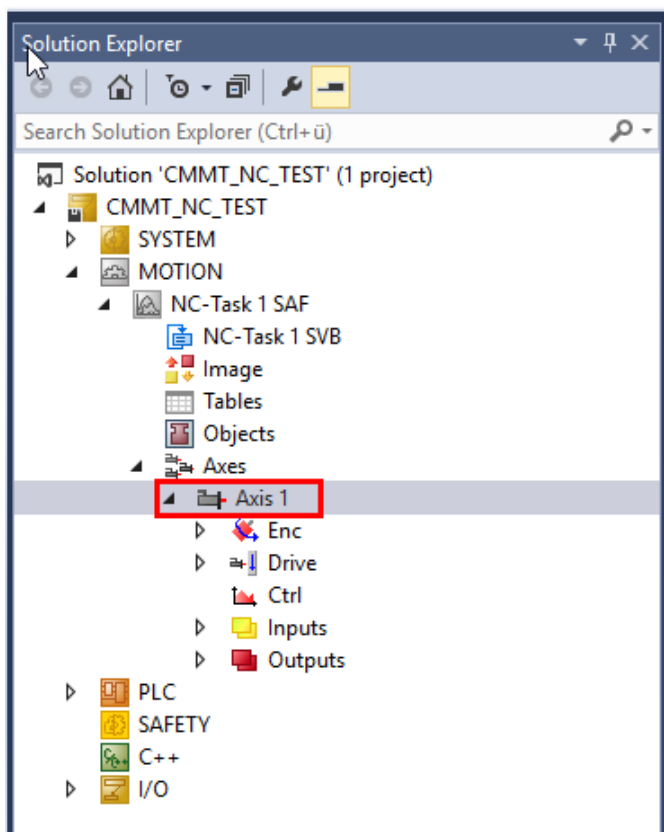 Solution Explorer
Search Solution Explorer (Ctrl+ü)
Solution 'CMMT_NC_TEST' (1 project)
CMMT_NC_TEST
SYSTEM
MOTION
NC-Task 1 SAF
NC-Task 1 SVB
Image
Tables
Objects
Axes
Axis 1
Enc
Drive
Ctrl
Inputs
Outputs
PLC
SAFETY
C++
I/O